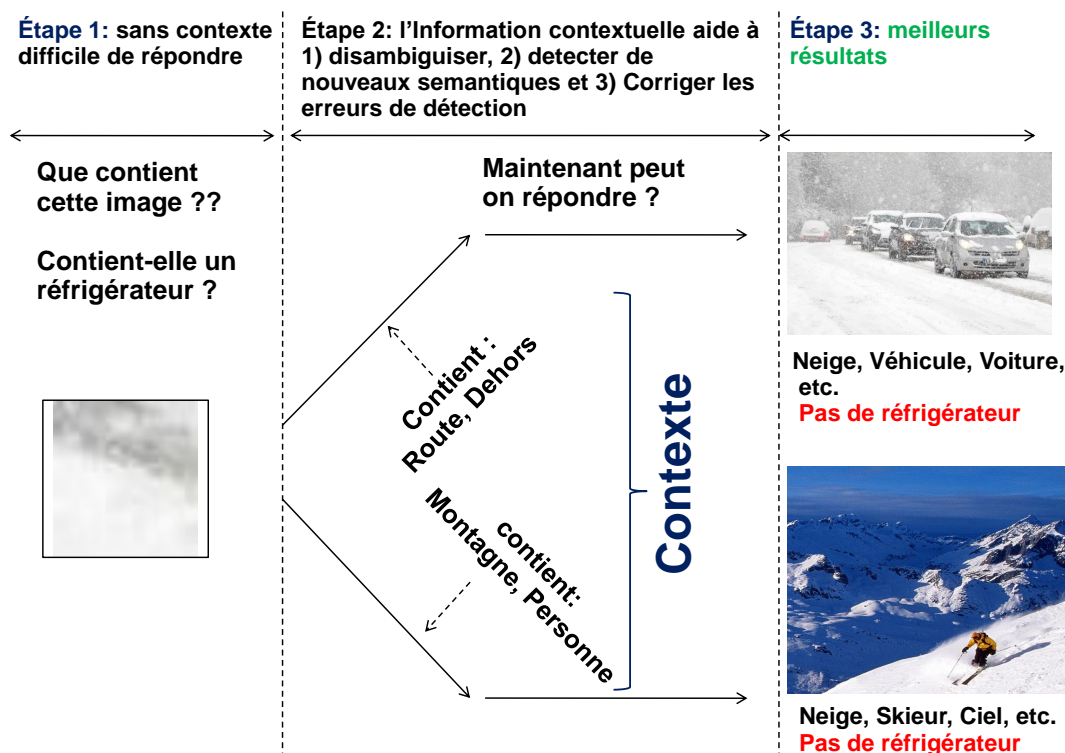 Étape 1: sans contexte
difficile de répondre
Étape 2: l'Information contextuelle aide à
1) disambiguiser, 2) detecter de
nouveaux semantiques et 3) Corriger les
erreurs de détection
Étape 3: meilleurs
résultats
Que contient
cette image ??
Contient-elle un
réfrigérateur ?
Maintenant peut
on répondre ?
Contient :
Route, Dehors
contient:
Montagne, Personne
Contexte
Neige, Véhicule, Voiture,
etc.
Pas de réfrigérateur
Neige, Skieur, Ciel, etc.
Pas de réfrigérateur